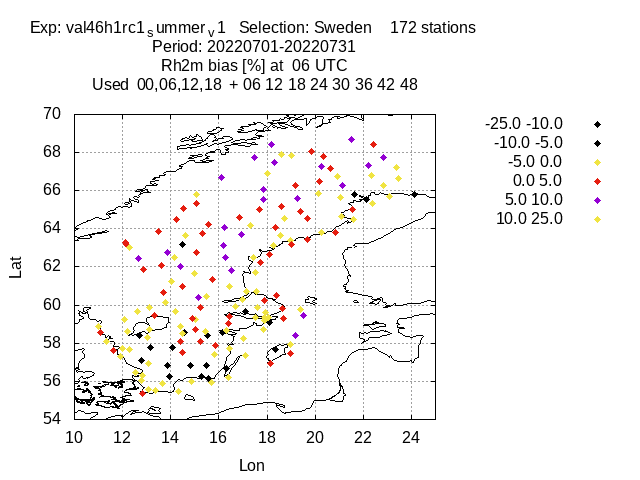 Exp: val46h1rc1summerv1 Selection: Sweden 172 stations
Period: 20220701-20220731
Rh2m bias [%] at 06 UTC
Used 00,06,12,18 + 06 12 18 24 30 36 42 48
-25.0 -10.0
-10.0 -5.0
-5.0 0.0
0.0 5.0
5.0 10.0
10.0 25.0
70
68
66
64
62
60
58
56
54
Lat
10 12 14 16 18 20 22 24
Lon